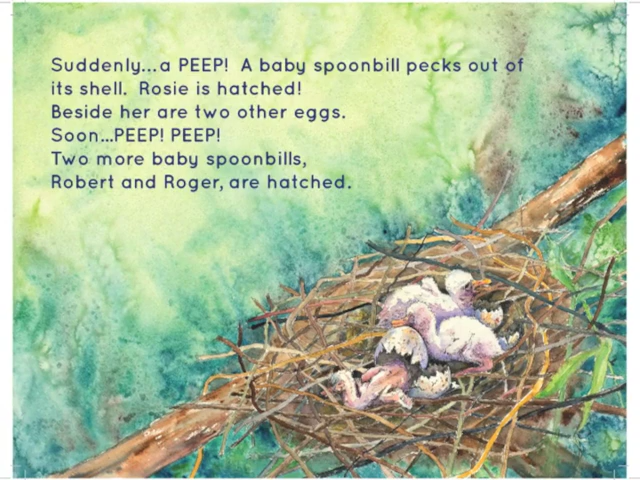 Suddenly...a PEEP! A baby spoonbill pecks out of
its shell. Rosie is hatched!
Beside her are two other eggs.
Soon...PEEP! PEEP!
Two more baby spoonbills,
Robert and Roger, are hatched.